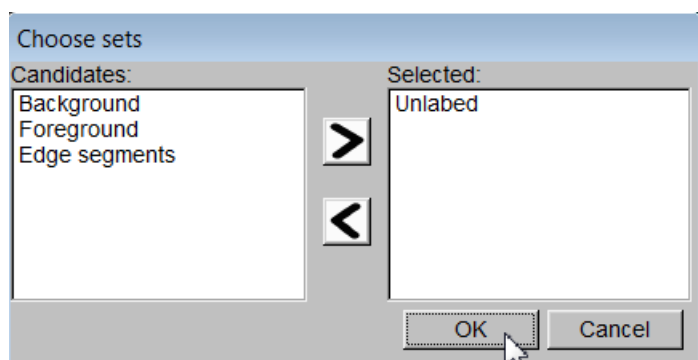 Choose sets
Candidates:
Selected:
Background
Foreground
Edge segments
Unlabed
>
<
OK
Cancel